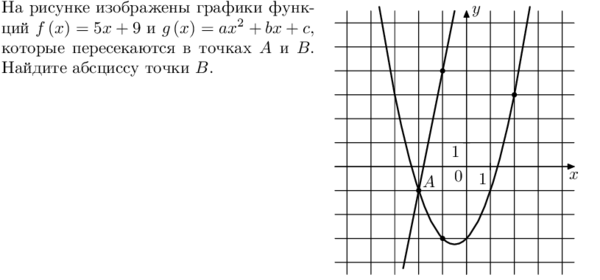 На рисунке изображены графики функ-
ций f (x) = 5x + 9 и g (x) = ax² + bx + c,
которые пересекаются в точках A и B.
Найдите абсциссу точки B.
y
1
0
1
x
A